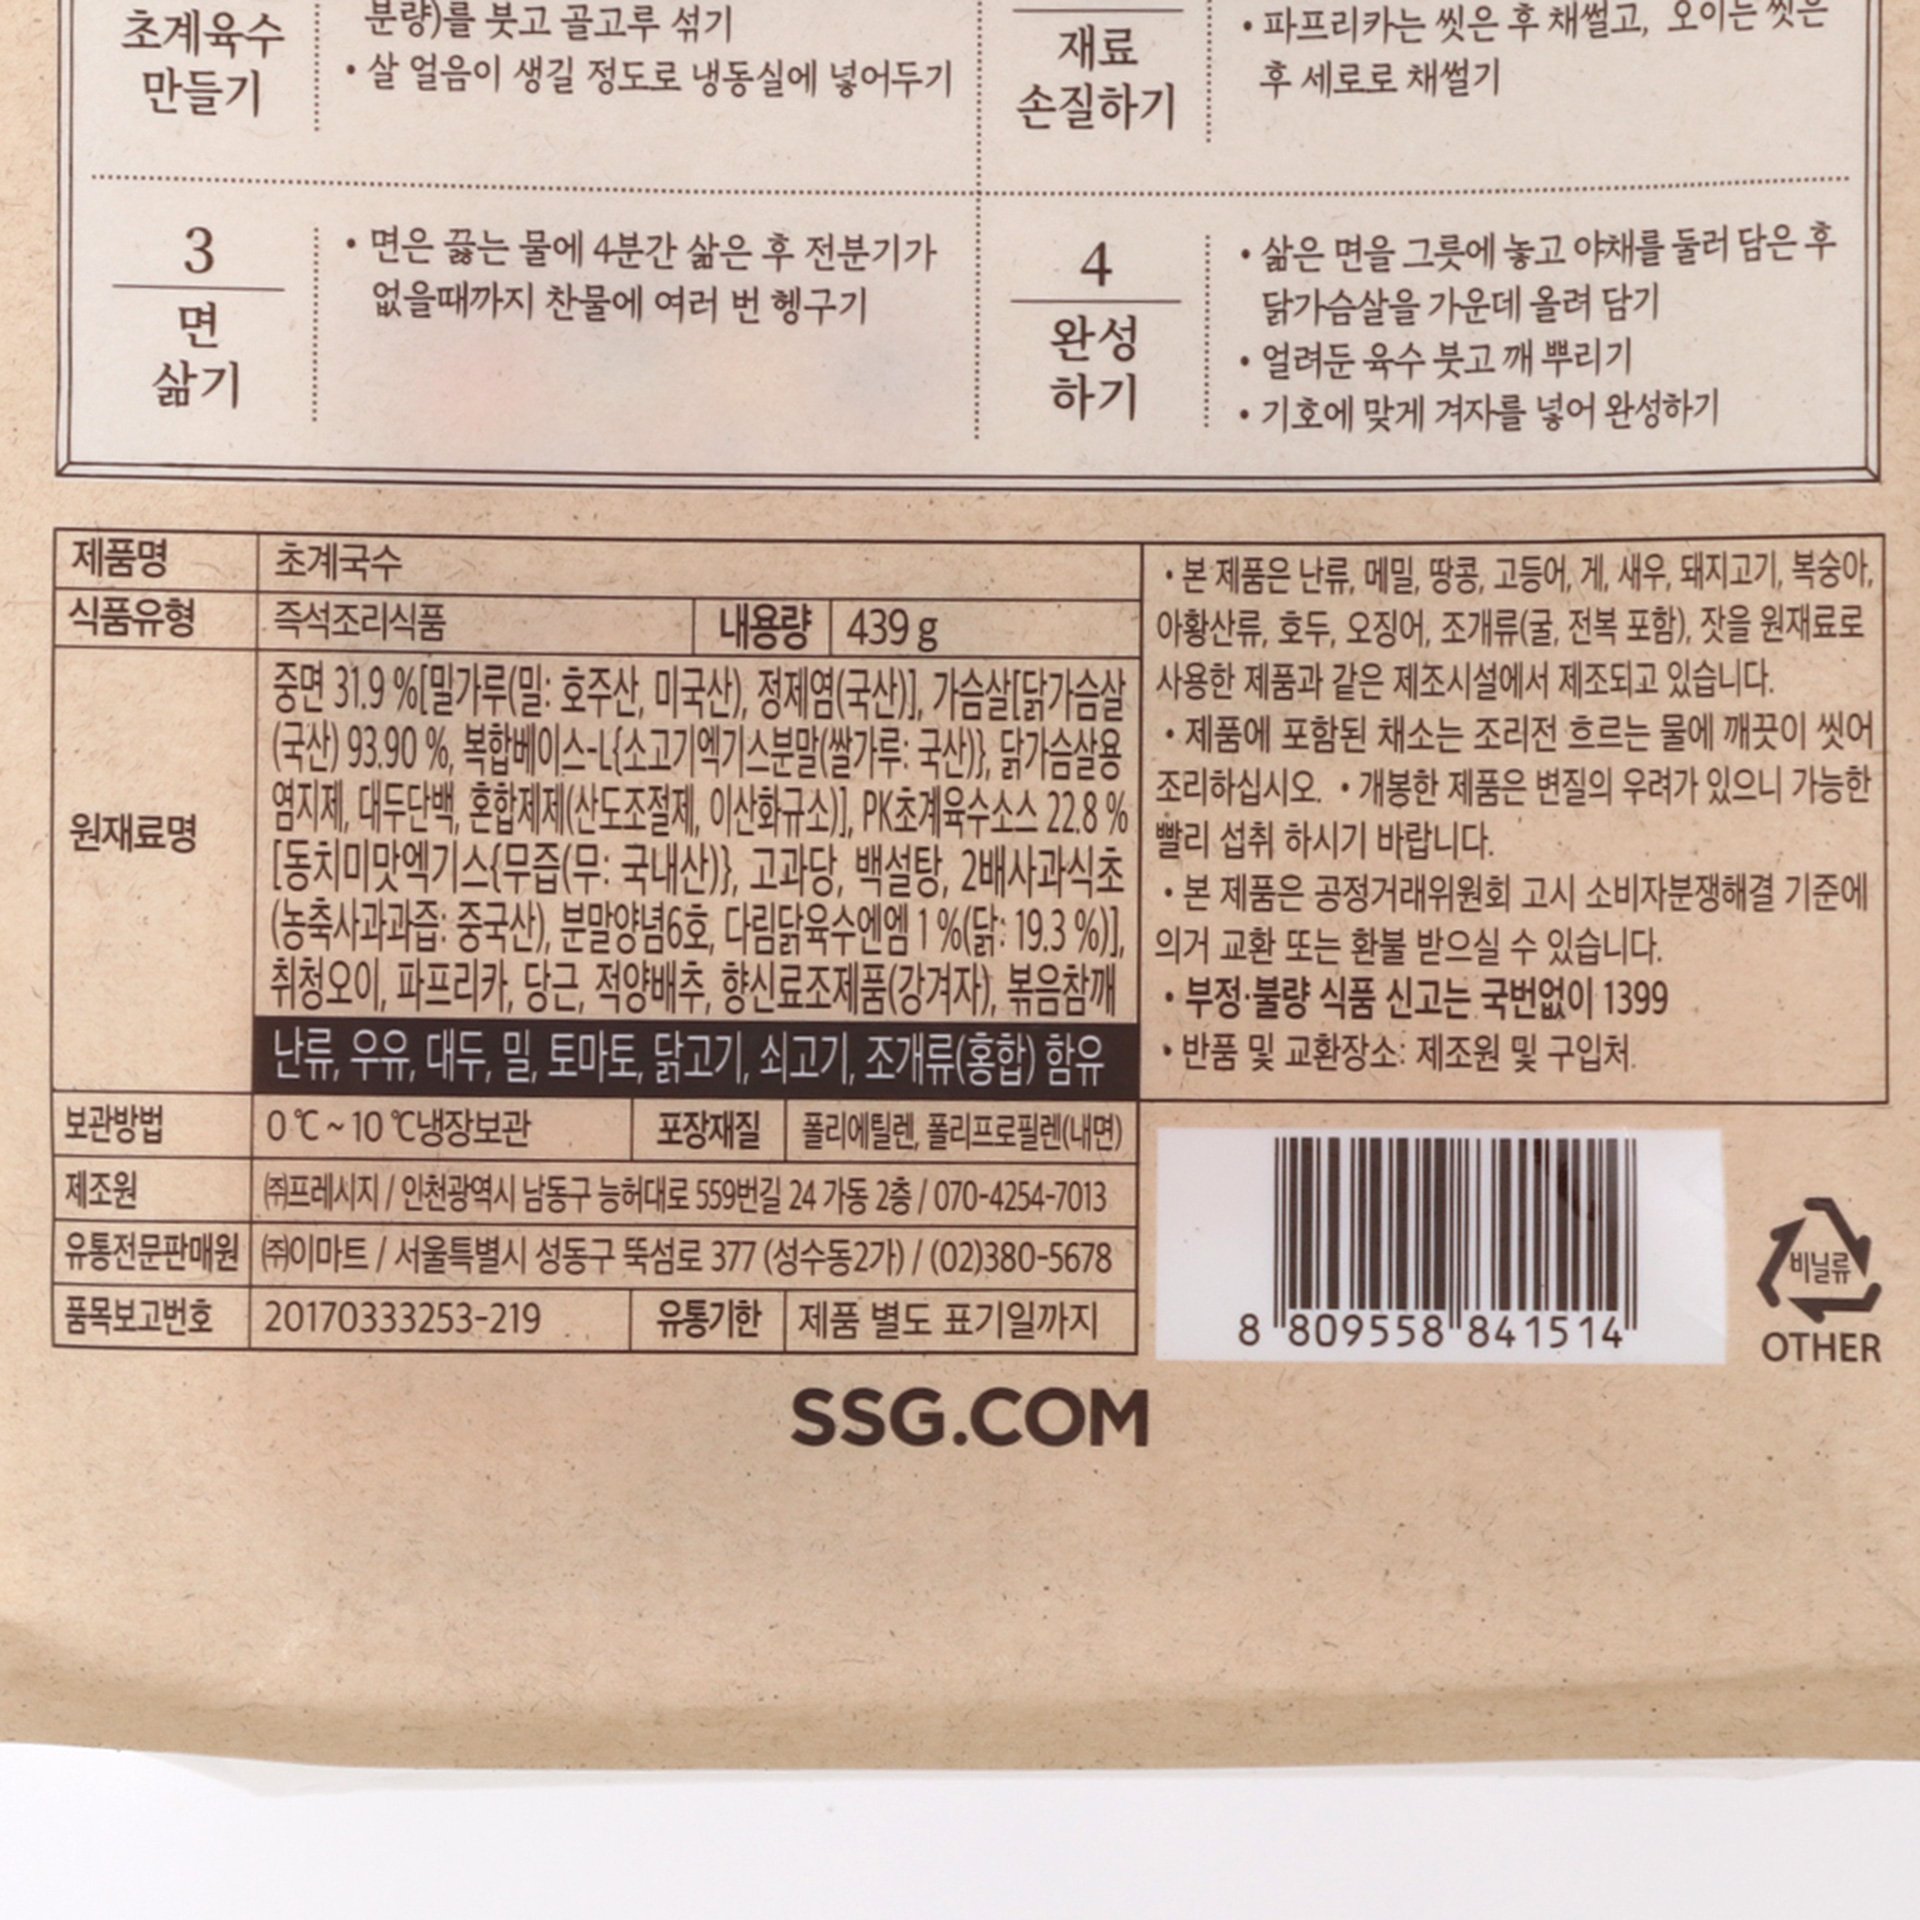 초계육수
만들기
분량)를 붓고 골고루 섞기
• 살 얼음이 생길 정도로 냉동실에 넣어두기
재료
손질하기
• 파프리카는 씻은 후 채썰고, 오이는 씻은
후 세로로 채썰기
3
면
삶기
• 면은 끓는 물에 4분간 삶은 후 전분기가
없을때까지 찬물에 여러 번 헹구기
4
완성
하기
• 삶은 면을 그릇에 놓고 야채를 둘러 담은 후
닭가슴살을 가운데 올려 담기
• 얼려둔 육수 붓고 깨 뿌리기
• 기호에 맞게 겨자를 넣어 완성하기
제품명 초계국수
식품유형 즉석조리식품 내용량 439 g
원재료명
중면 31.9 %[밀가루(밀: 호주산, 미국산), 정제염(국산)], 가슴살[닭가슴살
(국산) 93.90 %, 복합베이스-L{소고기엑기스분말(쌀가루: 국산)}, 닭가슴살용
염지제, 대두단백, 혼합제제(산도조절제, 이산화규소)], PK초계육수소스 22.8 %
[동치미맛엑기스{무즙(무: 국내산)}, 고과당, 백설탕, 2배사과식초
(농축사과과즙: 중국산), 분말양념6호, 다림닭육수엔엠 1 %(닭: 19.3 %)],
취청오이, 파프리카, 당근, 적양배추, 향신료조제품(강겨자), 볶음참깨
난류, 우유, 대두, 밀, 토마토, 닭고기, 쇠고기, 조개류(홍합) 함유
보관방법 0 ℃ ~ 10 ℃냉장보관 포장재질 폴리에틸렌, 폴리프로필렌(내면)
제조원 ㈜프레시지 / 인천광역시 남동구 능허대로 559번길 24 가동 2층 / 070-4254-7013
유통전문판매원 ㈜이마트 / 서울특별시 성동구 뚝섬로 377 (성수동2가) / (02)380-5678
품목보고번호 20170333253-219 유통기한 제품 별도 표기일까지
• 본 제품은 난류, 메밀, 땅콩, 고등어, 게, 새우, 돼지고기, 복숭아,
아황산류, 호두, 오징어, 조개류(굴, 전복 포함), 잣을 원재료로
사용한 제품과 같은 제조시설에서 제조되고 있습니다.
• 제품에 포함된 채소는 조리전 흐르는 물에 깨끗이 씻어
조리하십시오. • 개봉한 제품은 변질의 우려가 있으니 가능한
빨리 섭취 하시기 바랍니다.
• 본 제품은 공정거래위원회 고시 소비자분쟁해결 기준에
의거 교환 또는 환불 받으실 수 있습니다.
• 부정·불량 식품 신고는 국번없이 1399
• 반품 및 교환장소: 제조원 및 구입처.
8 809558 841514
비닐류
OTHER
SSG.COM